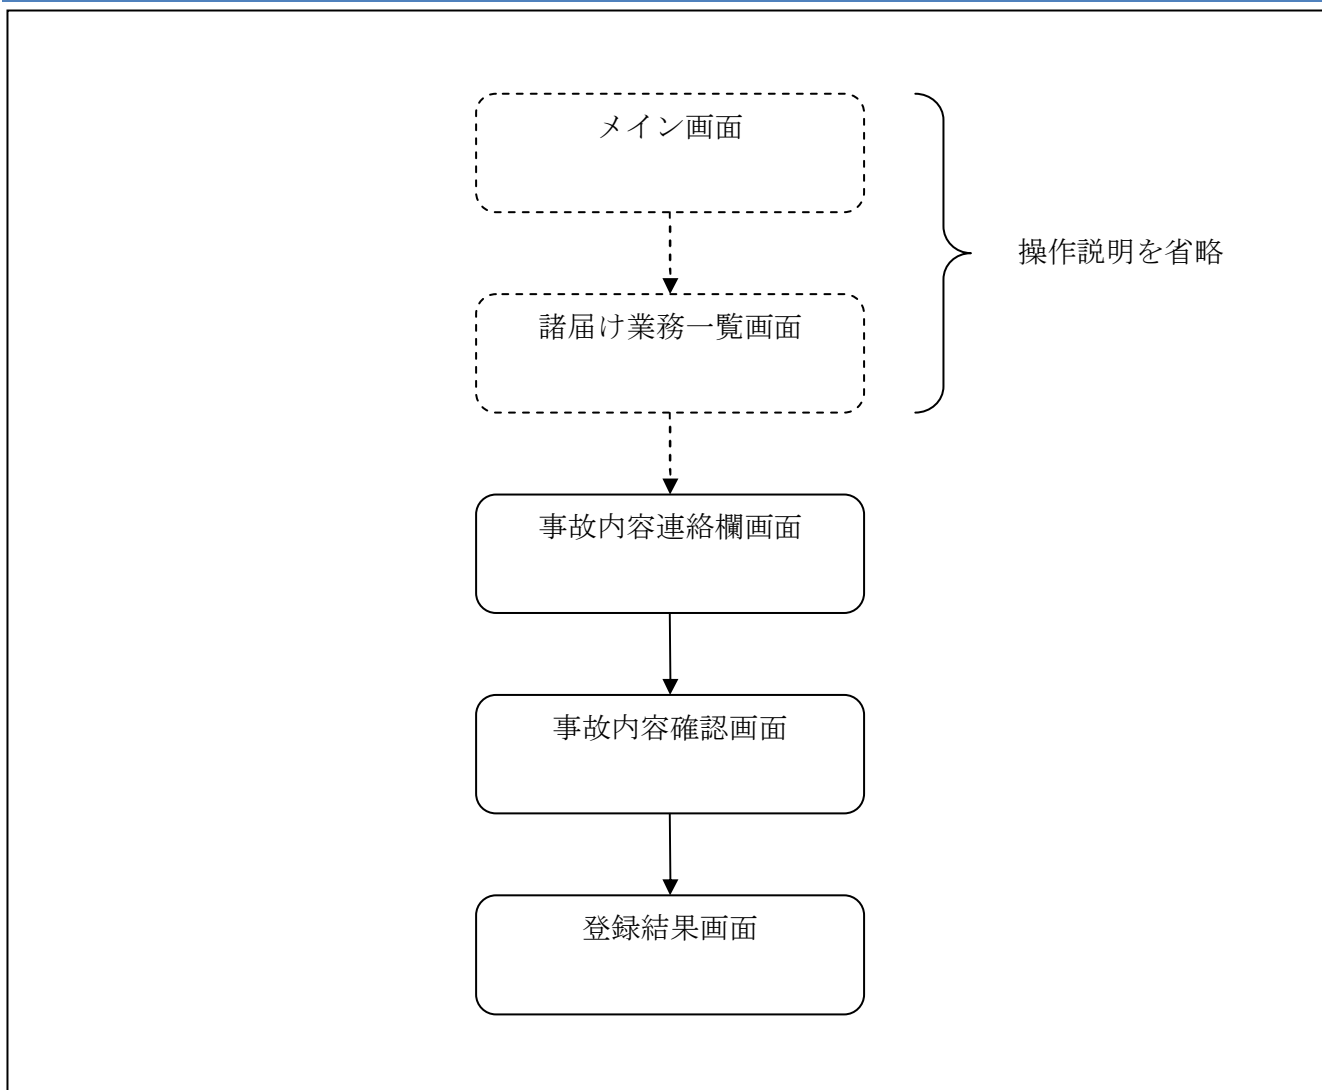 メイン画面
操作説明を省略
諸届け業務一覧画面
事故内容連絡欄画面
事故内容確認画面
登録結果画面